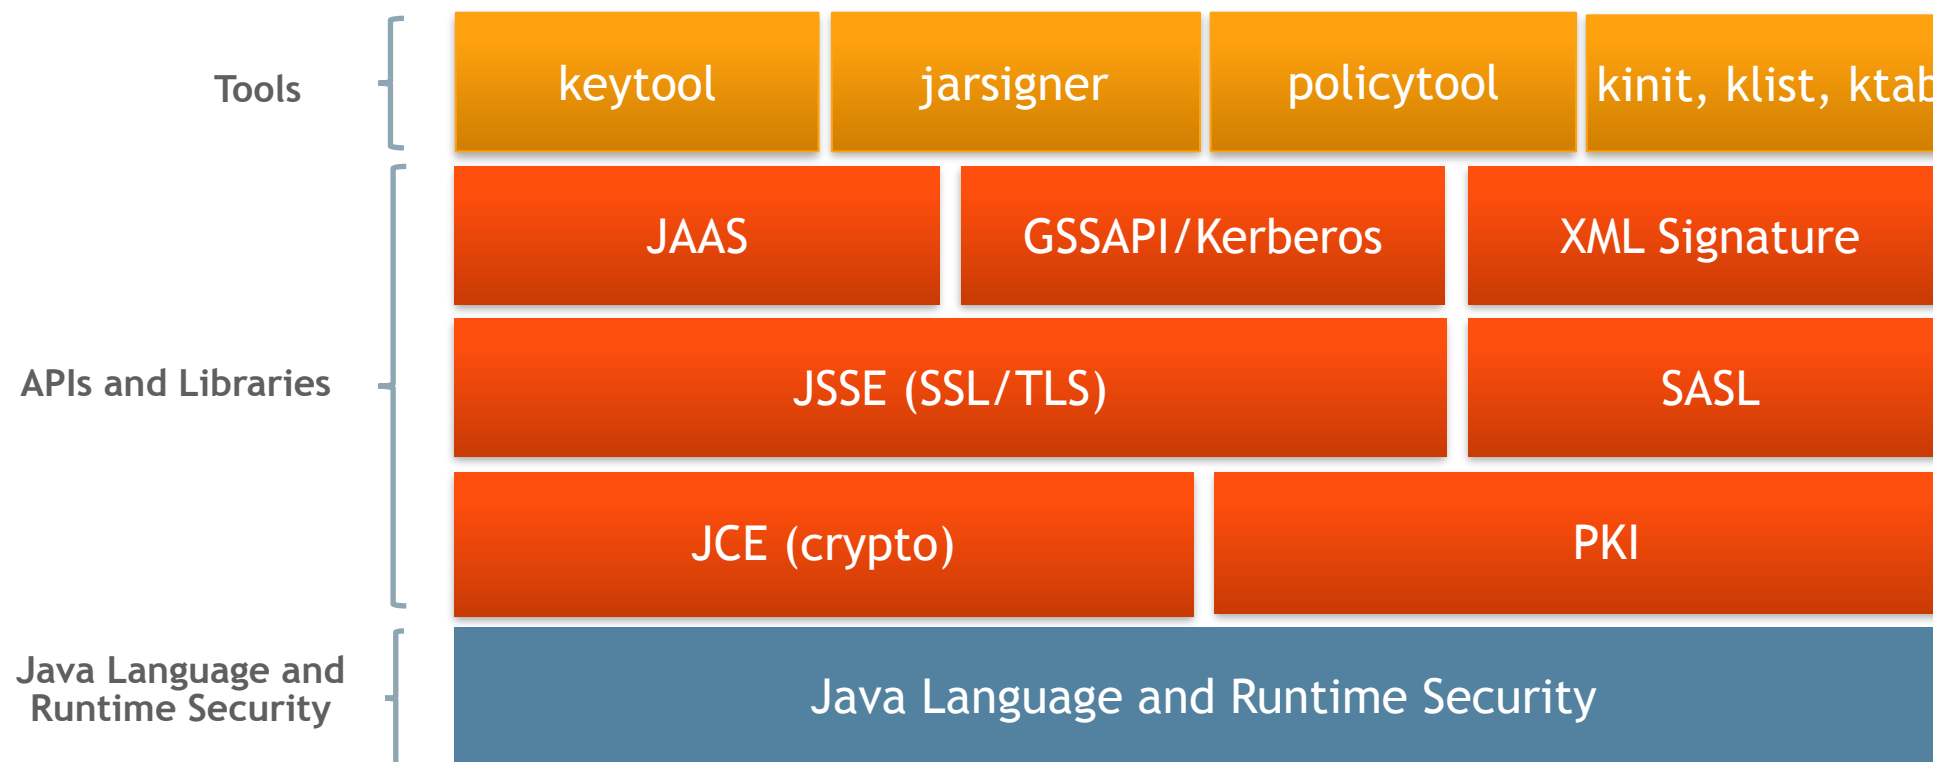 Tools
keytool
jarsigner
policytool
kinit, klist, ktab
APIs and Libraries
JAAS
GSSAPI/Kerberos
XML Signature
JSSE (SSL/TLS)
SASL
JCE (crypto)
PKI
Java Language and
Runtime Security
Java Language and Runtime Security